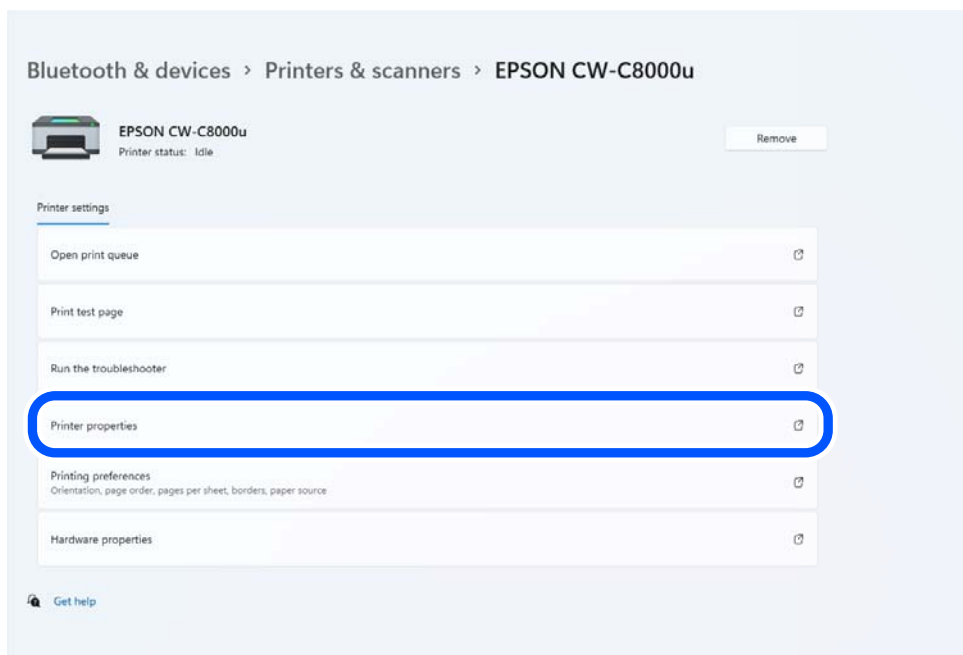 Bluetooth & devices > Printers & scanners > EPSON CW-C8000u
EPSON CW-C8000u
Printer status: Idle
Remove
Printer settings
Open print queue
Print test page
Run the troubleshooter
Printer properties
Printing preferences
Orientation, page order, pages per sheet, borders, paper source
Hardware properties
Get help